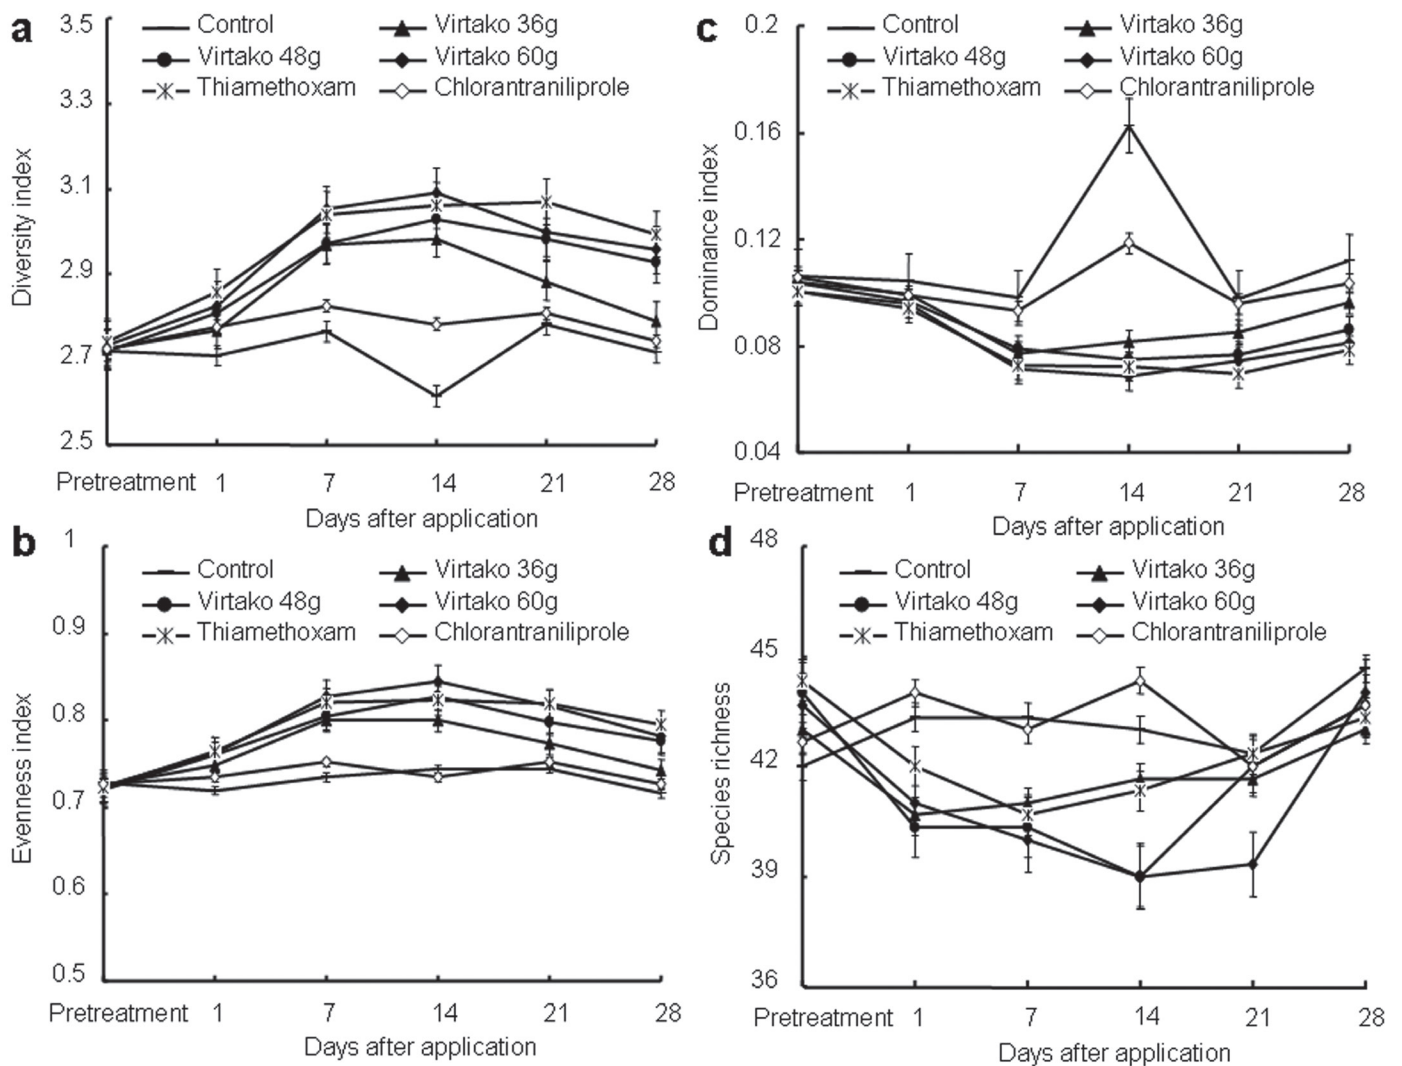 a
3.5
3.3
3.1
2.9
2.7
2.5
Diversity index
Control
Virtako 36g
Virtako 48g
Virtako 60g
Thiamethoxam
Chlorantraniliprole
Pretreatment 1 7 14 21 28
Days after application
c
0.2
0.16
0.12
0.08
0.04
Dominance index
Control
Virtako 36g
Virtako 48g
Virtako 60g
Thiamethoxam
Chlorantraniliprole
Pretreatment 1 7 14 21 28
Days after application
b
1
0.9
0.8
0.7
0.6
0.5
Evenness index
Control
Virtako 36g
Virtako 48g
Virtako 60g
Thiamethoxam
Chlorantraniliprole
Pretreatment 1 7 14 21 28
Days after application
d
48
45
42
39
36
Species richness
Control
Virtako 36g
Virtako 48g
Virtako 60g
Thiamethoxam
Chlorantraniliprole
Pretreatment 1 7 14 21 28
Days after application